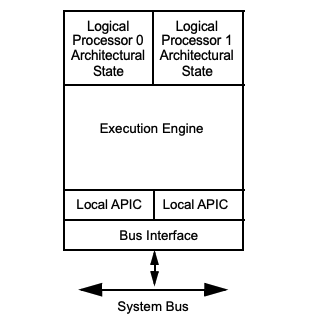 Logical
Processor 0
Architectural
State
Logical
Processor 1
Architectural
State
Execution Engine
Local APIC
Local APIC
Bus Interface
System Bus